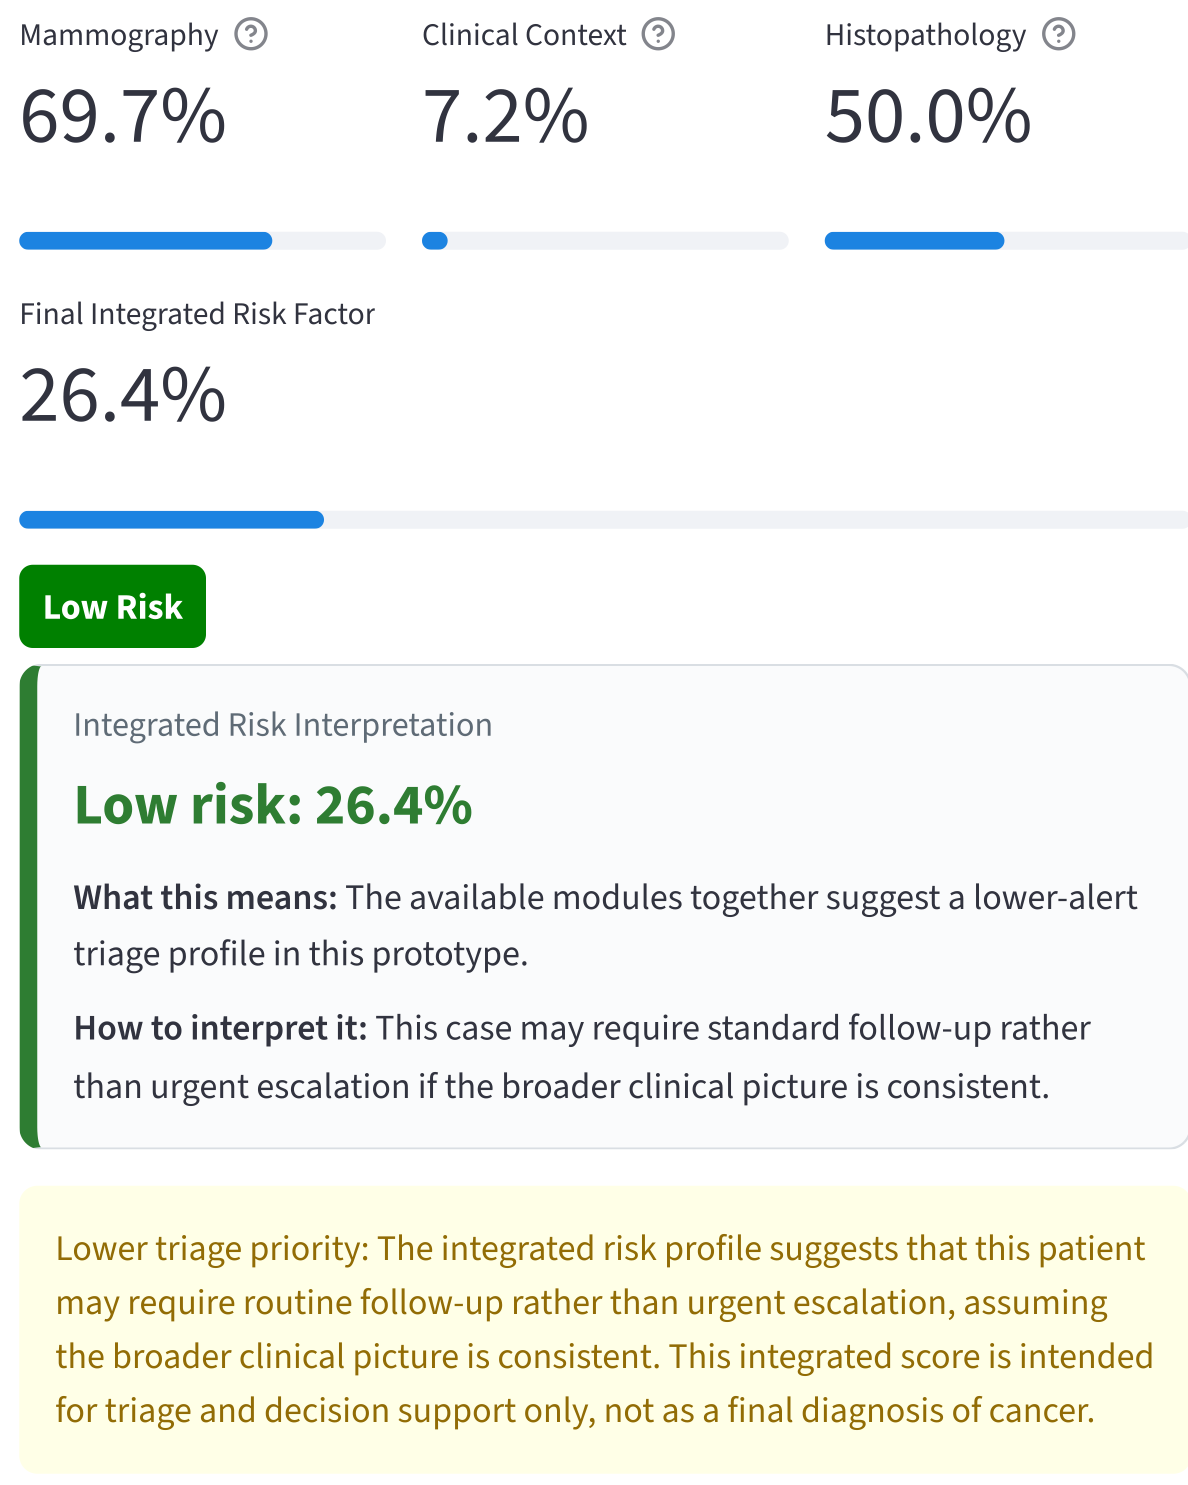 Mammography
69.7%
Clinical Context
7.2%
Histopathology
50.0%
Final Integrated Risk Factor
26.4%
Low Risk
Integrated Risk Interpretation
Low risk: 26.4%
What this means: The available modules together suggest a lower-alert
triage profile in this prototype.
How to interpret it: This case may require standard follow-up rather
than urgent escalation if the broader clinical picture is consistent.
Lower triage priority: The integrated risk profile suggests that this patient
may require routine follow-up rather than urgent escalation, assuming
the broader clinical picture is consistent. This integrated score is intended
for triage and decision support only, not as a final diagnosis of cancer.